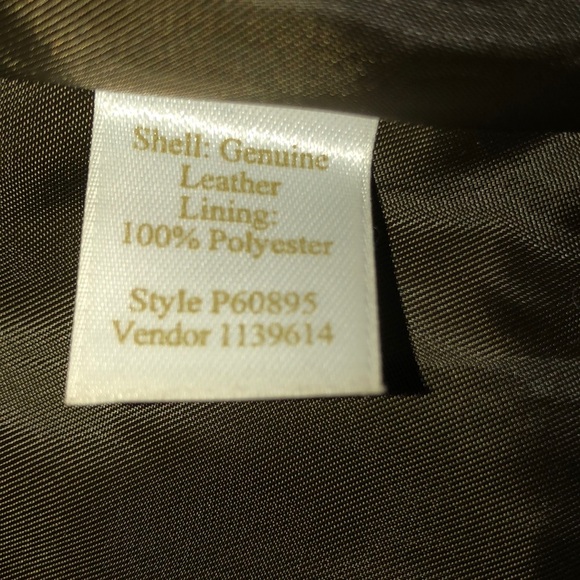 Shell: Genuine
Leather
Lining:
100% Polyester
Style P60895
Vendor 1139614